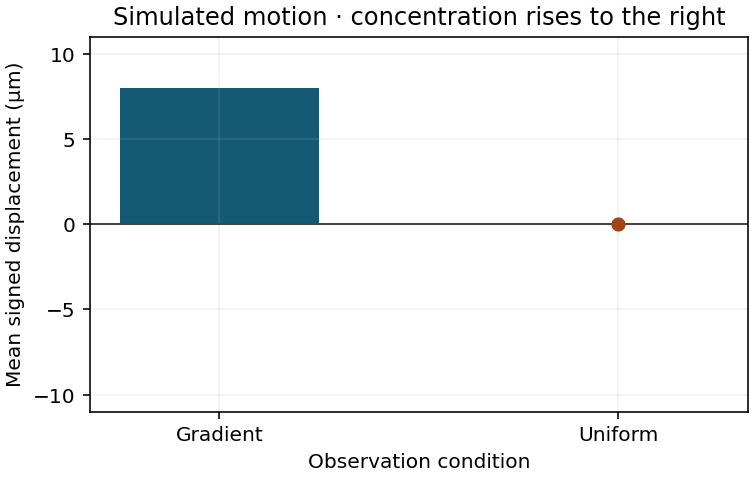 Simulated motion · concentration rises to the right
Mean signed displacement (µm)
10
5
0
−5
−10
Gradient Uniform
Observation condition